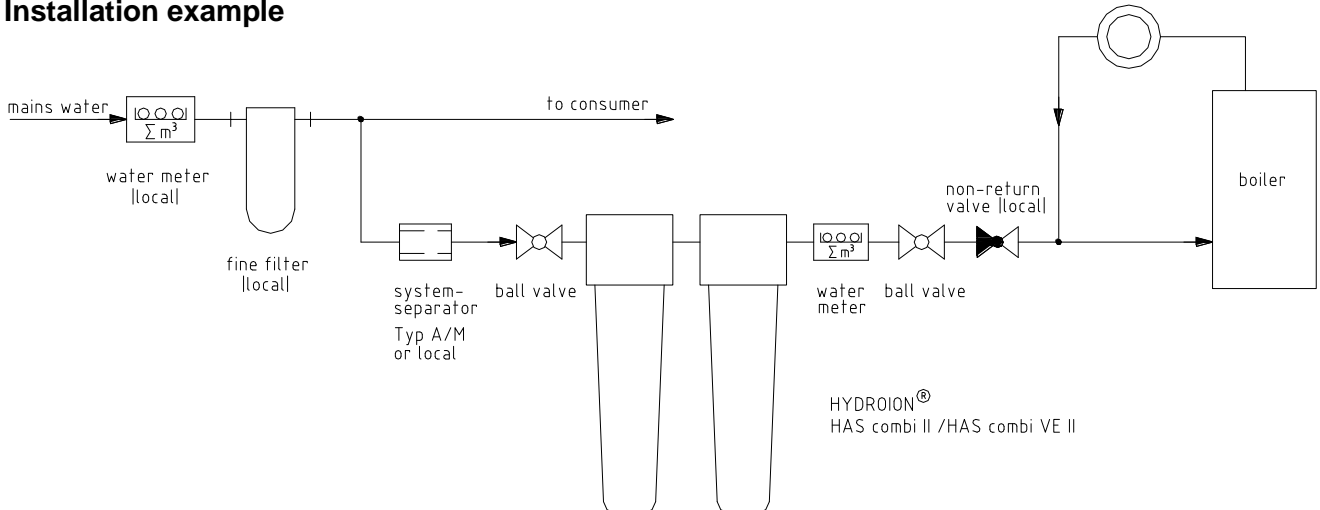 Installation example
mains water
Σ m³
water meter
|local|
fine filter
|local|
to consumer
system-
separator
Typ A/M
or local
ball valve
Σ m³
water
meter
ball valve
non-return
valve |local|
boiler
HYDROION®
HAS combi II /HAS combi VE II